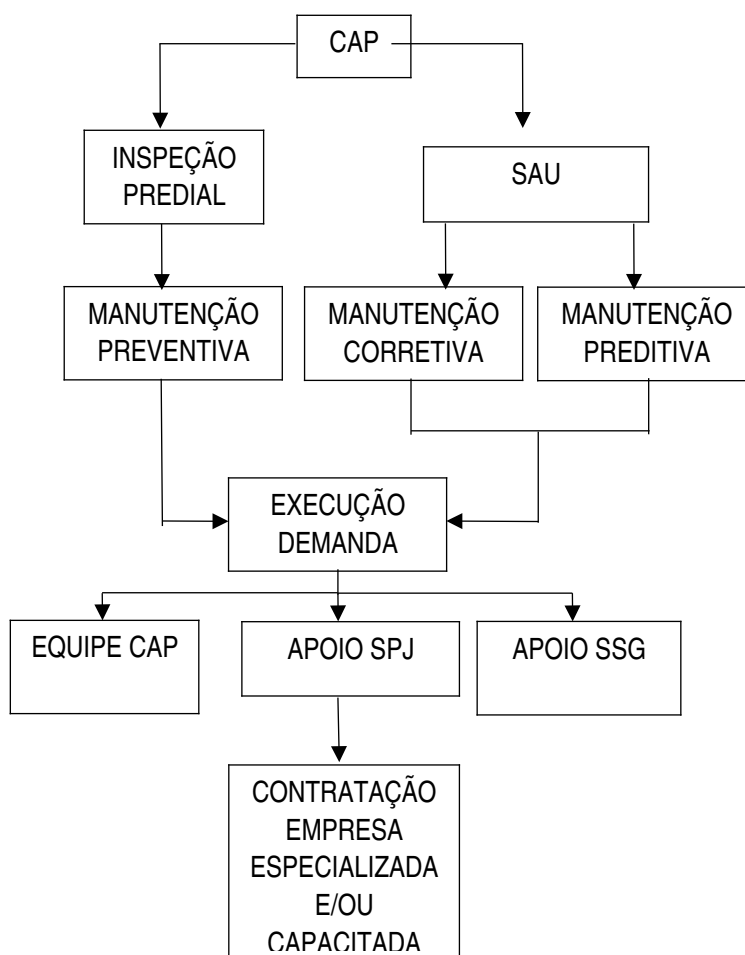 CAP
INSPEÇÃO
PREDIAL
SAU
MANUTENÇÃO
PREVENTIVA
MANUTENÇÃO
CORRETIVA
MANUTENÇÃO
PREDITIVA
EXECUÇÃO
DEMANDA
EQUIPE CAP
APOIO SPJ
APOIO SSG
CONTRATAÇÃO
EMPRESA
ESPECIALIZADA
E/OU
CAPACITADA